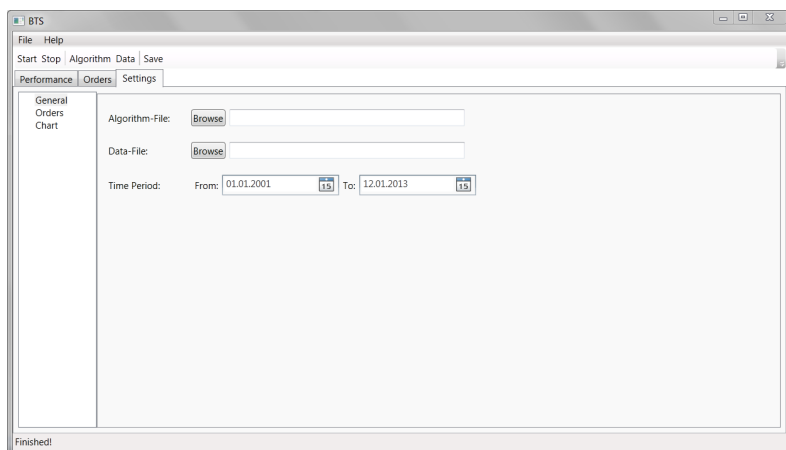 BTS
File Help
Start Stop Algorithm Data Save
Performance Orders Settings
General
Orders
Chart
Algorithm-File: Browse
Data-File: Browse
Time Period: From: 01.01.2001 15 To: 12.01.2013 15
Finished!